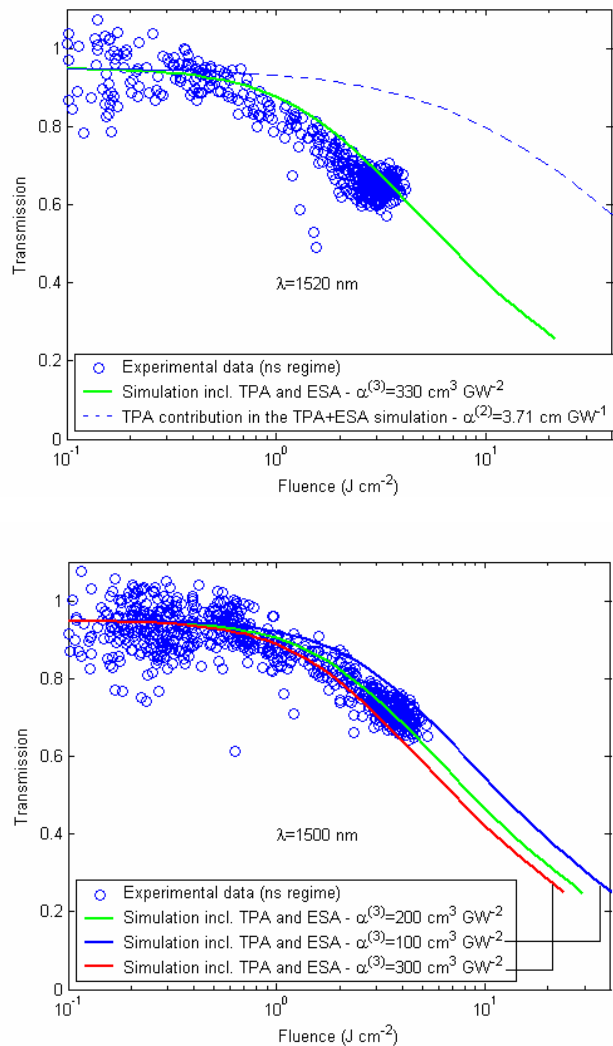 1
0.8
0.6
0.4
0.2
0
Transmission
λ=1520 nm
Experimental data (ns regime)
Simulation incl. TPA and ESA - α(3)=330 cm3 GW-2
TPA contribution in the TPA+ESA simulation - α(2)=3.71 cm GW-1
10-1 100 101
Fluence (J cm-2)
1
0.8
0.6
0.4
0.2
0
Transmission
λ=1500 nm
Experimental data (ns regime)
Simulation incl. TPA and ESA - α(3)=200 cm3 GW-2
Simulation incl. TPA and ESA - α(3)=100 cm3 GW-2
Simulation incl. TPA and ESA - α(3)=300 cm3 GW-2
10-1 100 101
Fluence (J cm-2)